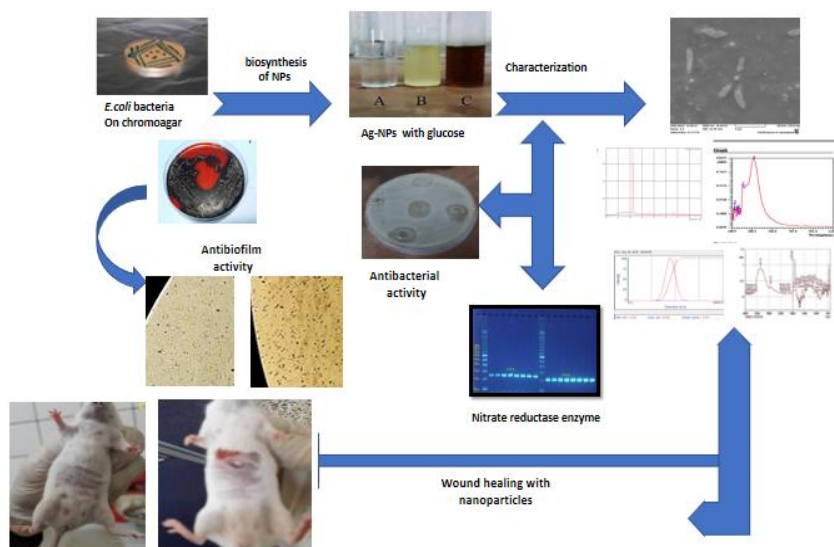 biosynthesis
of NPs
Characterization
E.coli bacteria
On chromoagar
A B C
Ag-NPs with glucose
Antibiofilm
activity
Antibacterial
activity
Nitrate reductase enzyme
Wound healing with
nanoparticles